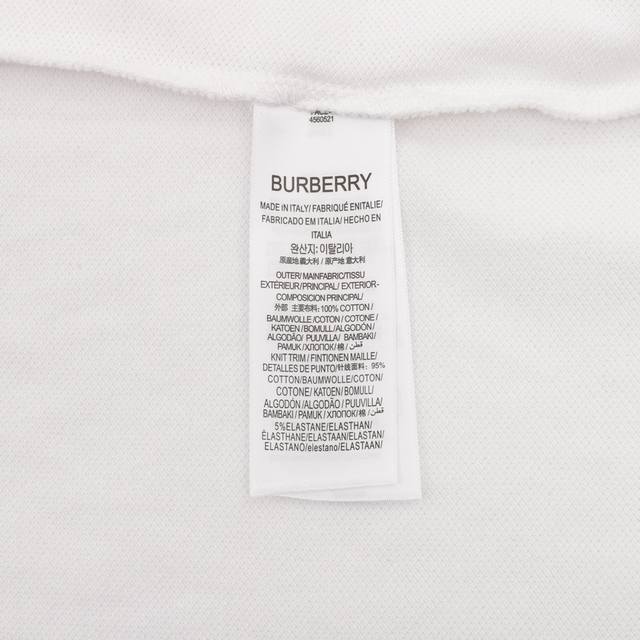 4560521
BURBERRY
MADE IN ITALY/ FABRIQUÉ ENITALIE/
FABRICADO EM ITALIA/ HECHO EN
ITALIA
완산지: 이탈리아
原産地 義大利 / 原产地 意大利
OUTER/ MAINFABRIC/TISSU
EXTÉRIEUR/PRINCIPAL/ EXTERIOR-
COMPOSICION PRINCIPAL/
外部 主要布料: 100% COTTON /
BAUMWOLLE /COTON / COTONE /
KATOEN / BOMULL/ ALGODÓN /
ALGODÃO/ PUUVILLA/ BAMBAKI/
PAMUK /ХЛОПОК/ 棉/ قطن
KNIT TRIM / FINTIONEN MAILLE/
DETALLES DE PUNTO/ 针线面料: 95%
COTTON/BAUMWOLLE/ COTON/
COTONE/ KATOEN/ BOMULL/
ALGODÓN / ALGODÃO/ PUUVILLA/
BAMBAKI/ PAMUK/ ХЛОПОК/棉/ قطن
5%ELASTANE/ELASTHAN/
ÉLASTHANE/ELASTAAN/ELASTAN/
ELASTANO/elestano/ELASTAAN/